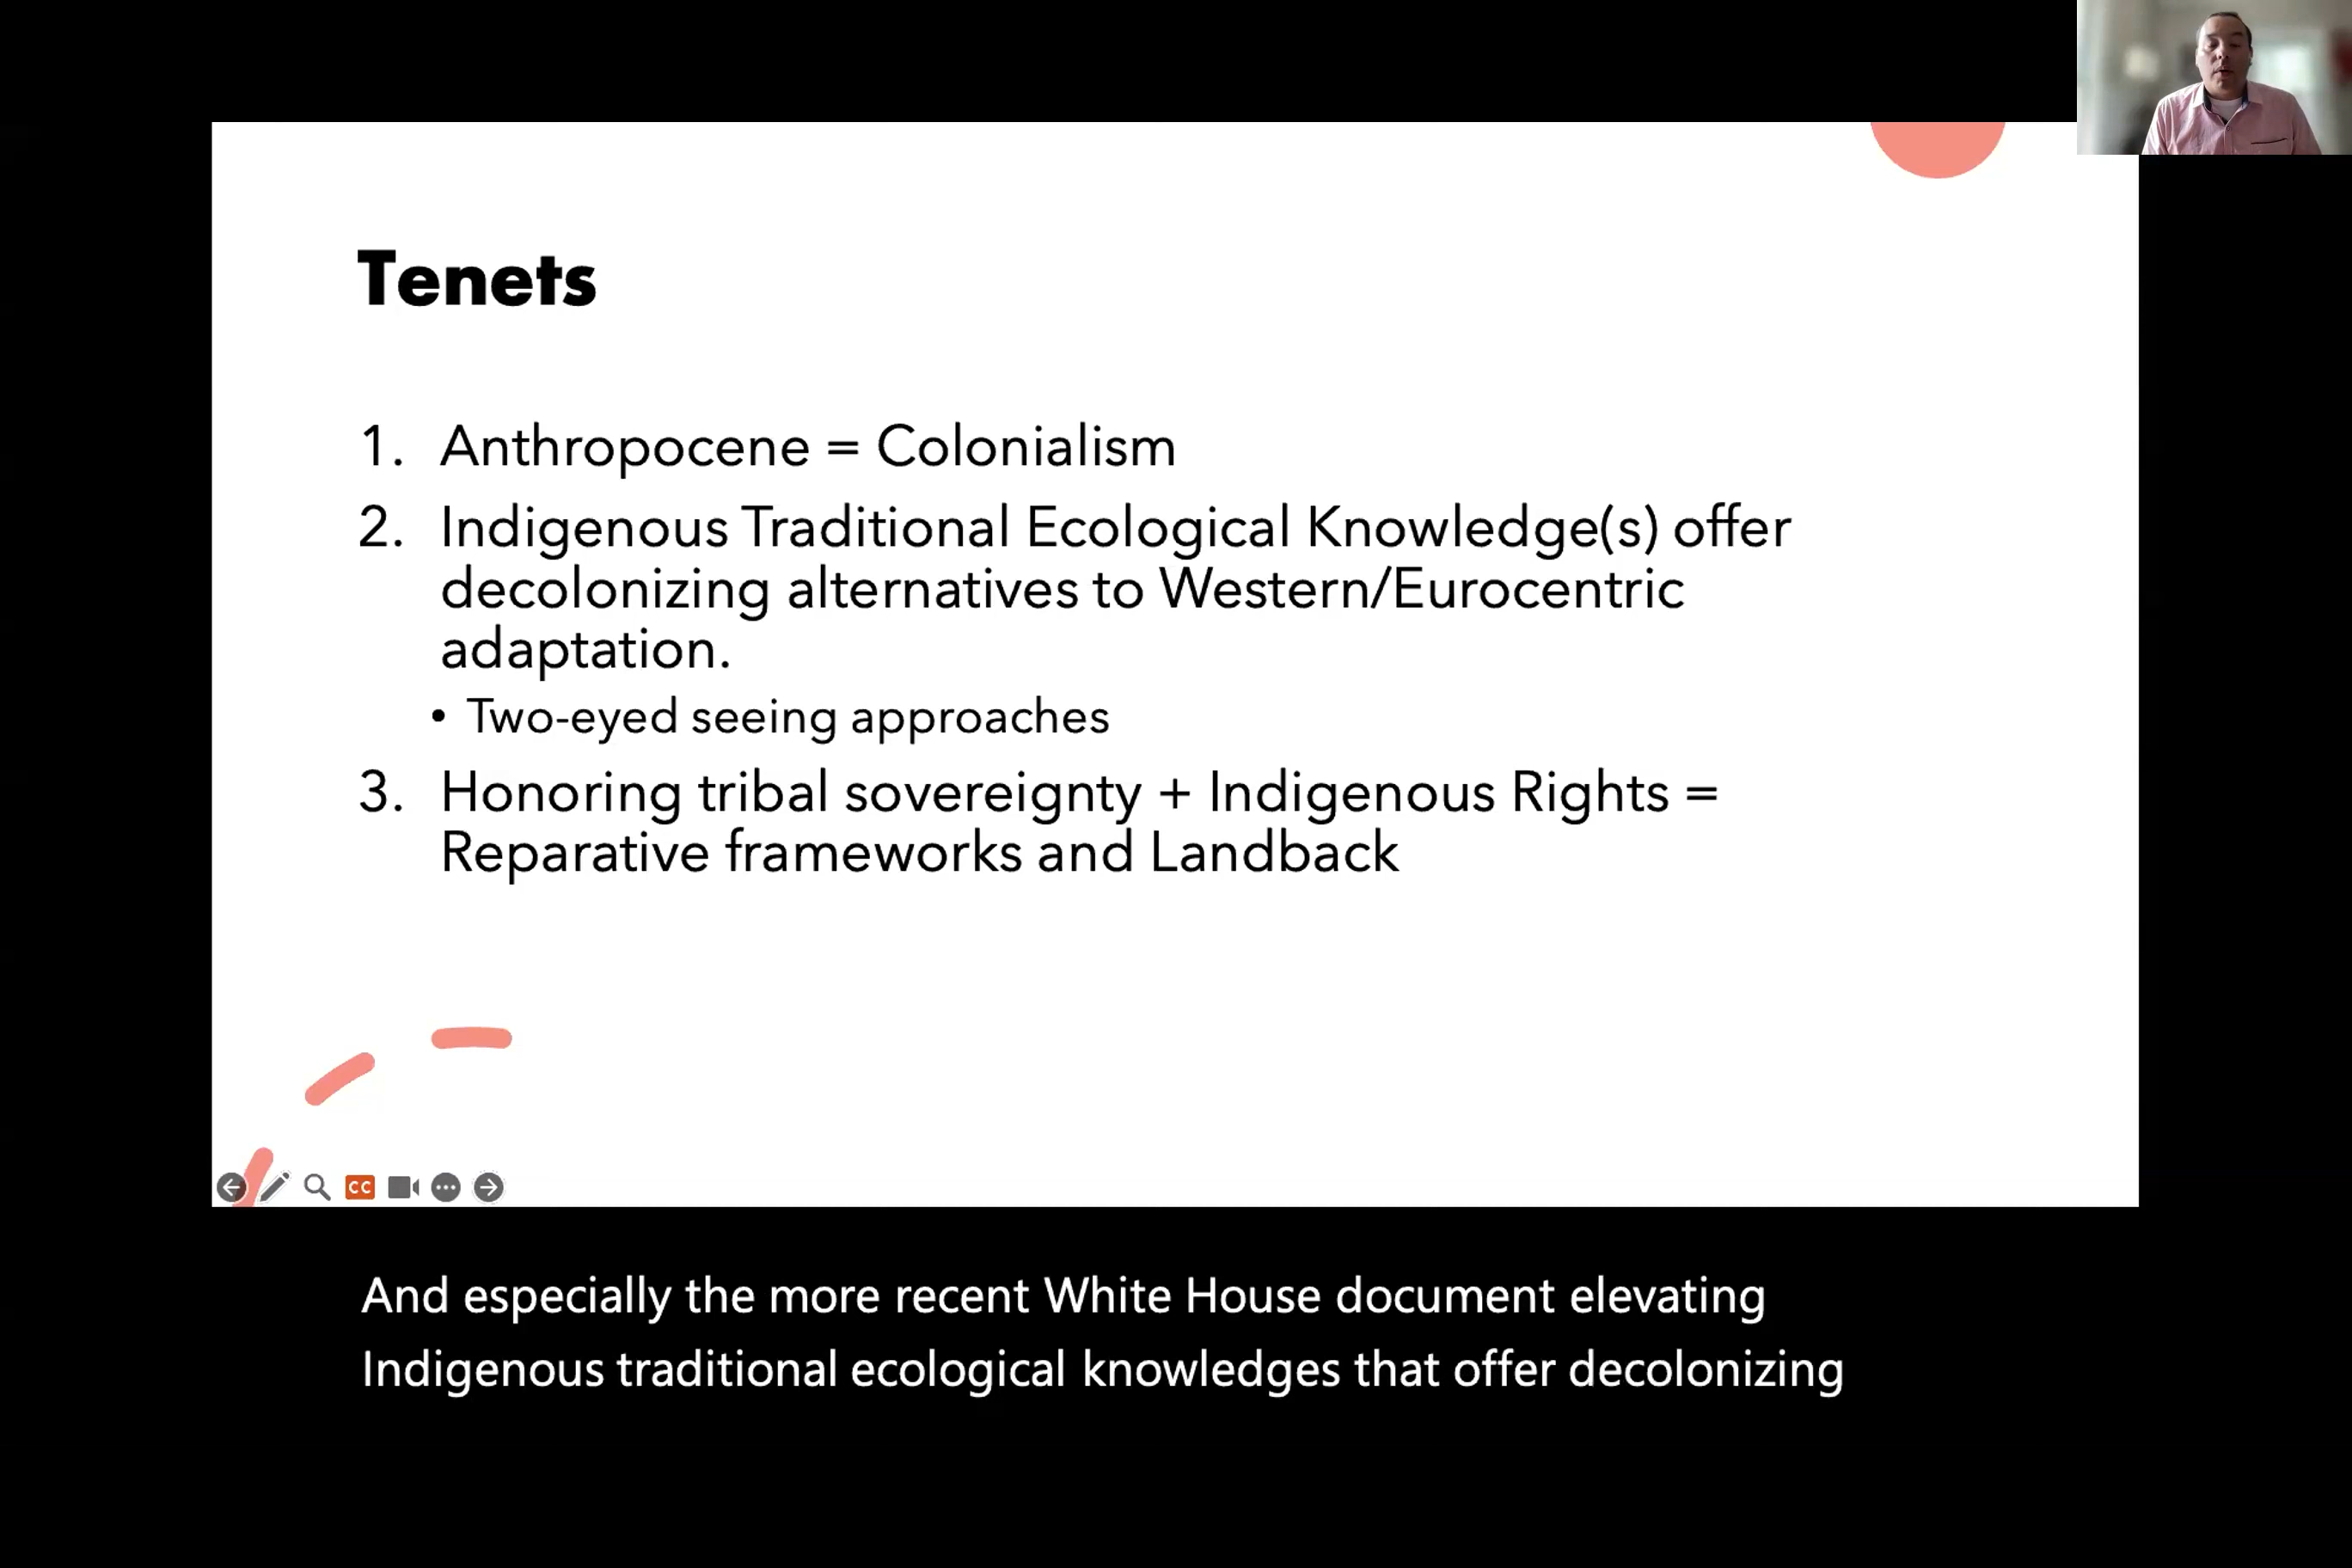 Tenets
1. Anthropocene = Colonialism
2. Indigenous Traditional Ecological Knowledge(s) offer
decolonizing alternatives to Western/Eurocentric
adaptation.
• Two-eyed seeing approaches
3. Honoring tribal sovereignty + Indigenous Rights =
Reparative frameworks and Landback
CC
And especially the more recent White House document elevating
Indigenous traditional ecological knowledges that offer decolonizing